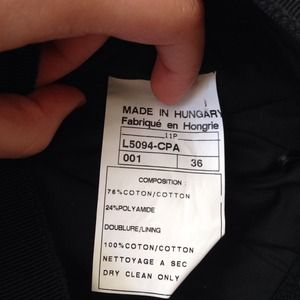 MADE IN HUNGARY
Fabriqué en Hongrie
11P
L5094-CPA
001 36
COMPOSITION
76%COTON/COTTON
24%POLYAMIDE
DOUBLURE/LINING
100%COTON/COTTON
NETTOYAGE A SEC
DRY CLEAN ONLY